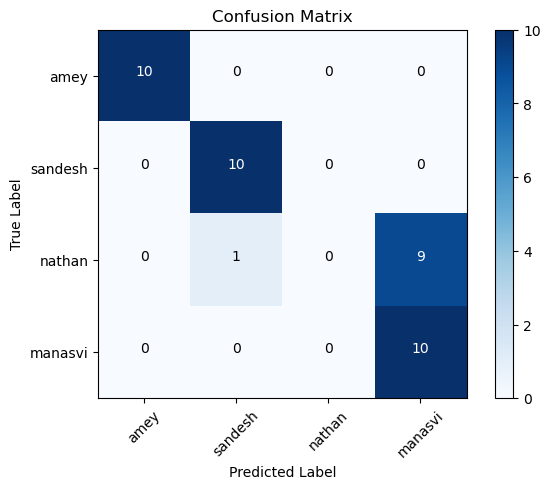 Confusion Matrix
True Label
amey 10 0 0 0
sandesh 0 10 0 0
nathan 0 1 0 9
manasvi 0 0 0 10
amey sandesh nathan manasvi
Predicted Label
10
8
6
4
2
0